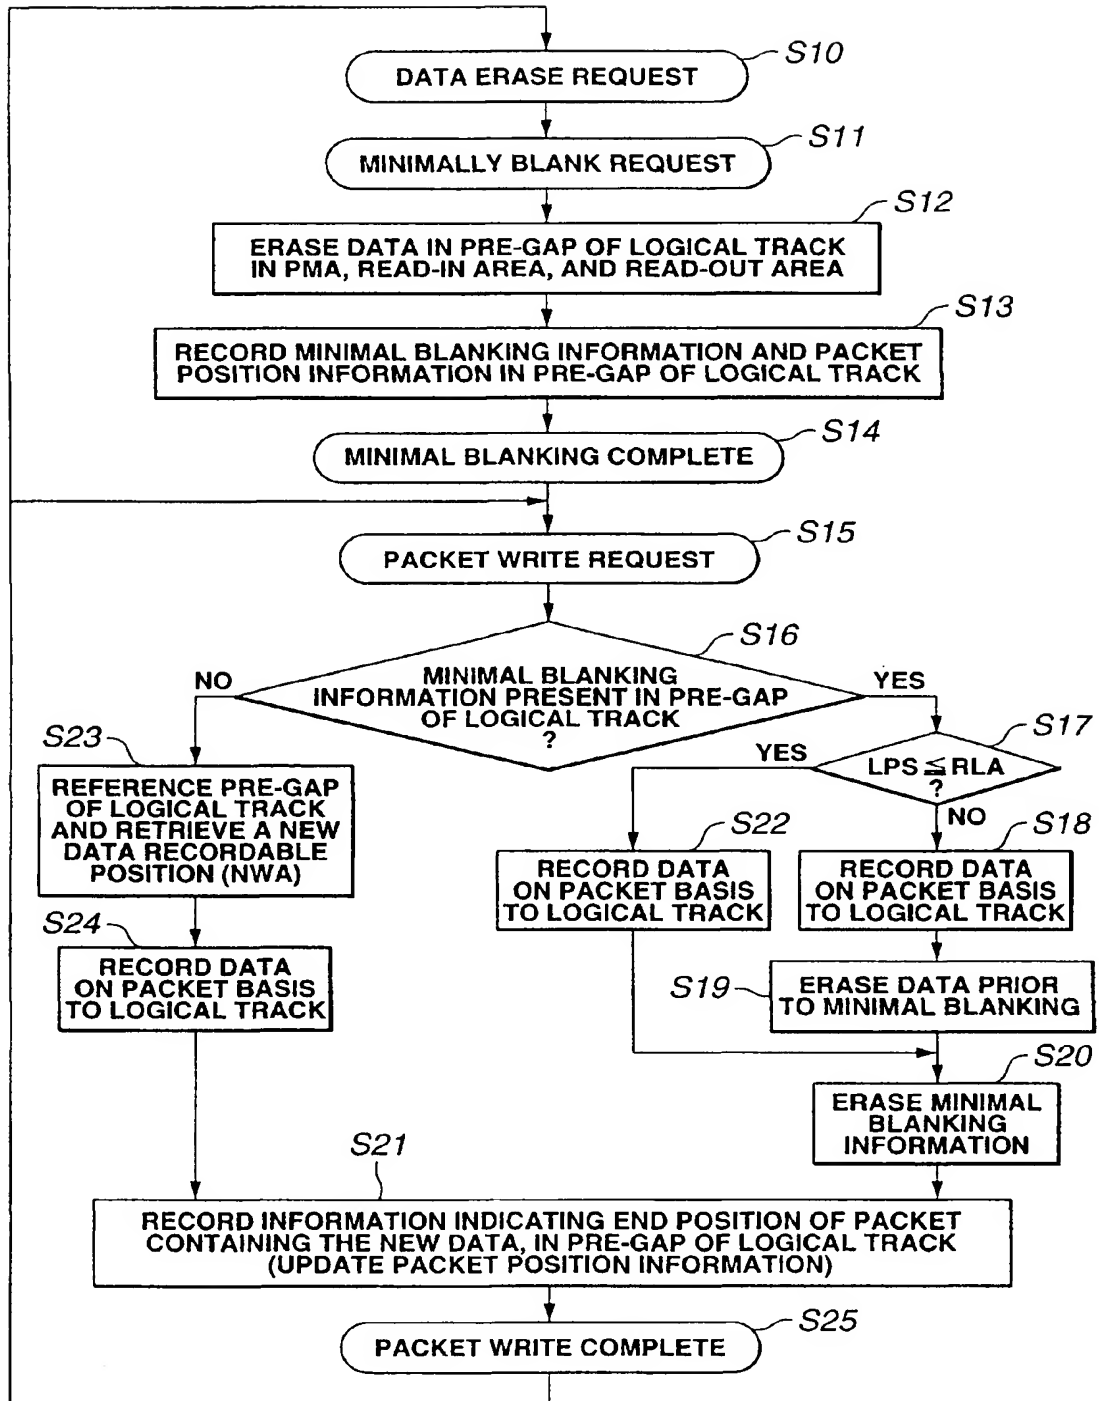 S10
DATA ERASE REQUEST
S11
MINIMALLY BLANK REQUEST
S12
ERASE DATA IN PRE-GAP OF LOGICAL TRACK
IN PMA, READ-IN AREA, AND READ-OUT AREA
S13
RECORD MINIMAL BLANKING INFORMATION AND PACKET
POSITION INFORMATION IN PRE-GAP OF LOGICAL TRACK
S14
MINIMAL BLANKING COMPLETE
S15
PACKET WRITE REQUEST
S16
MINIMAL BLANKING
INFORMATION PRESENT IN PRE-GAP
OF LOGICAL TRACK
?
NO
YES
S17
LPS ≦ RLA
?
YES
NO
S23
REFERENCE PRE-GAP
OF LOGICAL TRACK
AND RETRIEVE A NEW
DATA RECORDABLE
POSITION (NWA)
S22
RECORD DATA
ON PACKET BASIS
TO LOGICAL TRACK
S18
RECORD DATA
ON PACKET BASIS
TO LOGICAL TRACK
S24
RECORD DATA
ON PACKET BASIS
TO LOGICAL TRACK
S19
ERASE DATA PRIOR
TO MINIMAL BLANKING
S20
ERASE MINIMAL
BLANKING
INFORMATION
S21
RECORD INFORMATION INDICATING END POSITION OF PACKET
CONTAINING THE NEW DATA, IN PRE-GAP OF LOGICAL TRACK
(UPDATE PACKET POSITION INFORMATION)
S25
PACKET WRITE COMPLETE